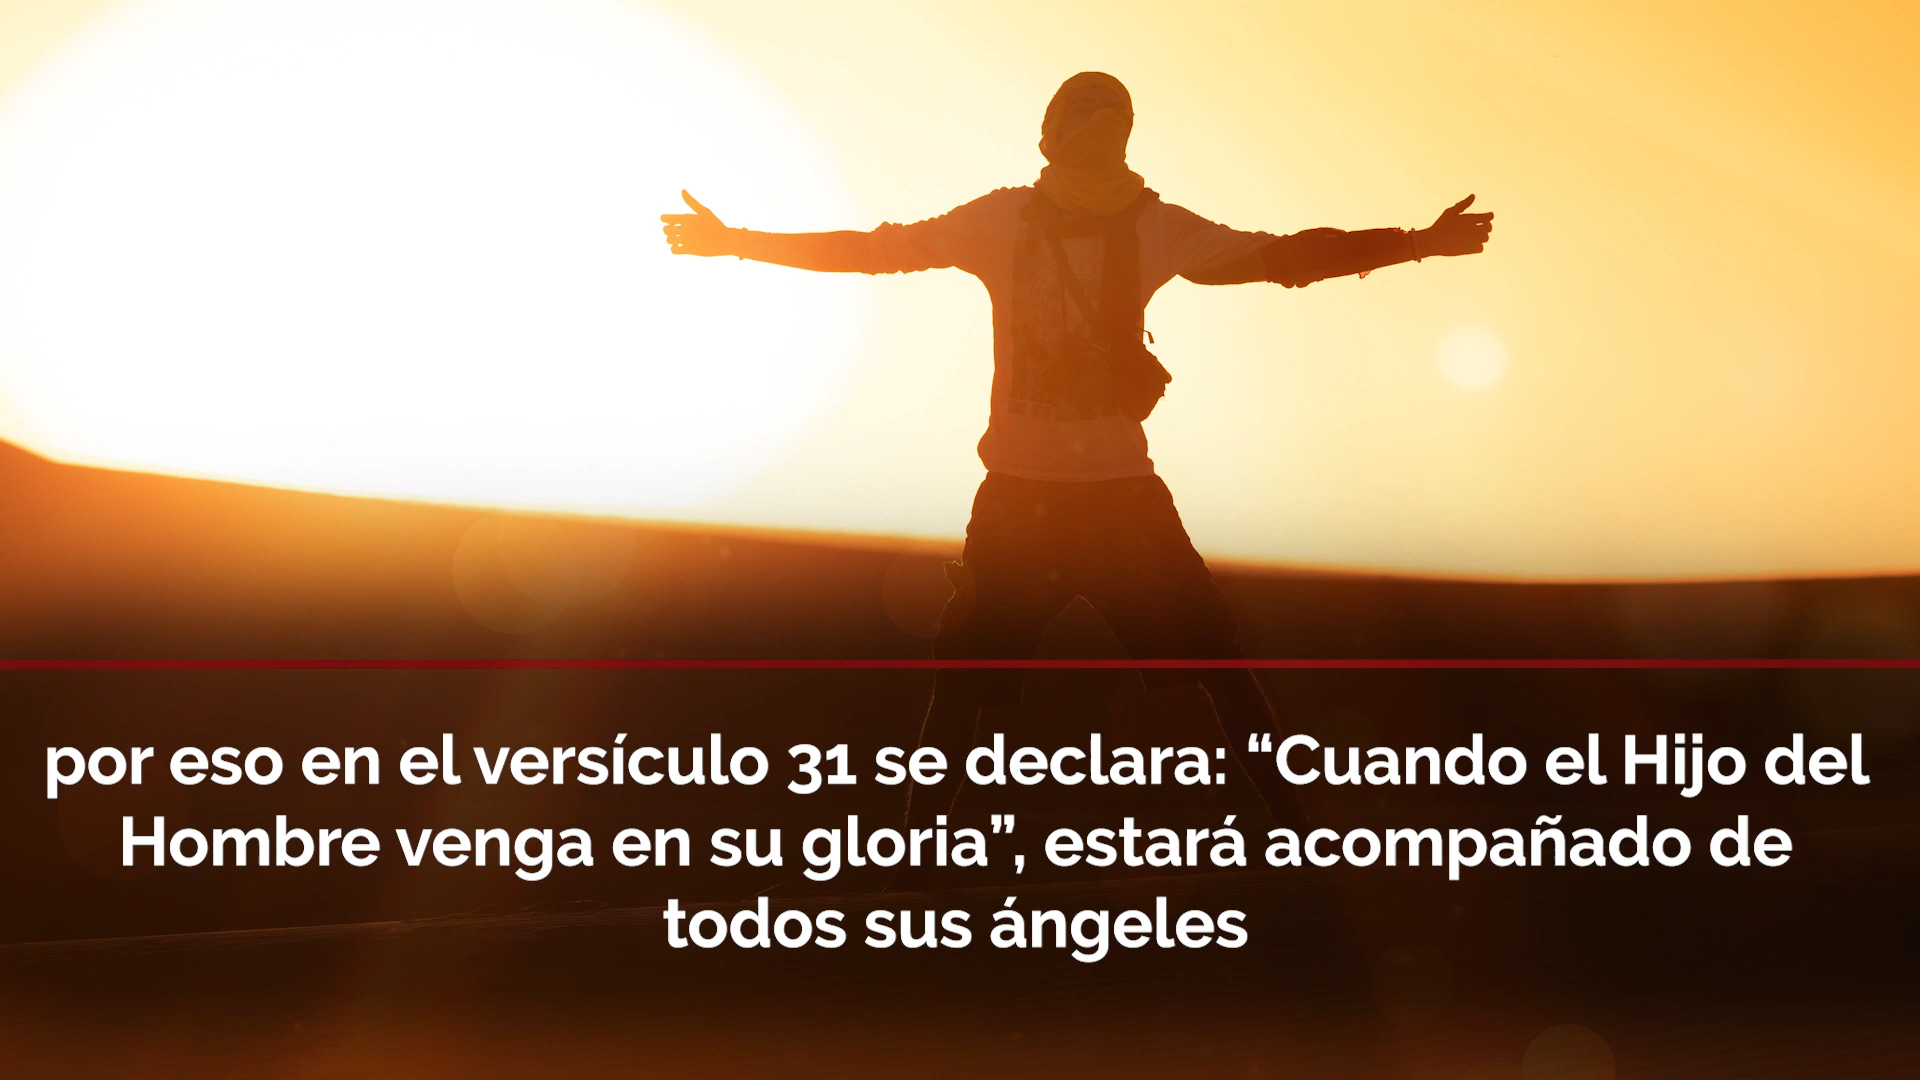 por eso en el versículo 31 se declara: “Cuando el Hijo del
Hombre venga en su gloria”, estará acompañado de
todos sus ángeles